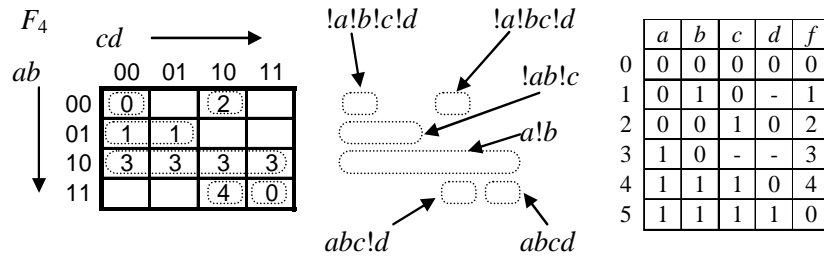 F4
cd
ab
00 01 10 11
00 0 2
01 1 1
10 3 3 3 3
11 4 0
!a!b!c!d !a!bc!d
!ab!c
a!b
abc!d abcd
a b c d f
0 0 0 0 0 0
1 0 1 0 - 1
2 0 0 1 0 2
3 1 0 - - 3
4 1 1 1 0 4
5 1 1 1 1 0